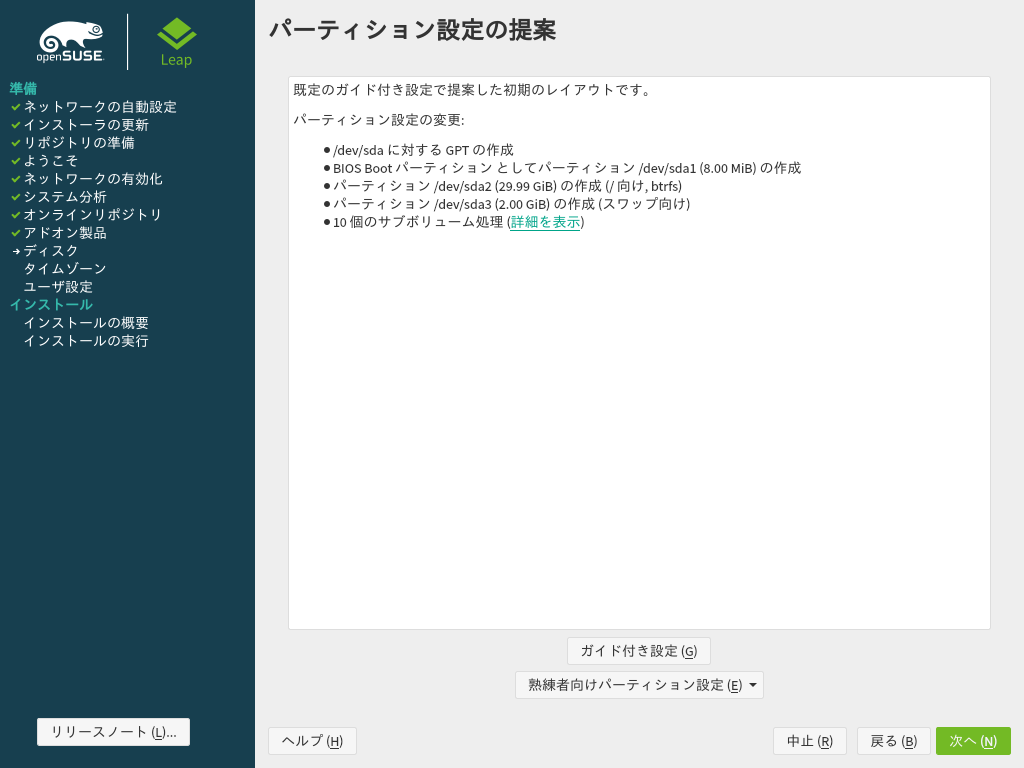 openSUSE
Leap
準備
ネットワークの自動設定
インストーラの更新
リポジトリの準備
ようこそ
ネットワークの有効化
システム分析
オンラインリポジトリ
アドオン製品
ディスク
タイムゾーン
ユーザ設定
インストール
インストールの概要
インストールの実行
リリースノート (L)...
パーティション設定の提案
既定のガイド付き設定で提案した初期のレイアウトです。
パーティション設定の変更:
● /dev/sda に対する GPT の作成
● BIOS Boot パーティション としてパーティション /dev/sda1 (8.00 MiB) の作成
● パーティション /dev/sda2 (29.99 GiB) の作成 (/ 向け, btrfs)
● パーティション /dev/sda3 (2.00 GiB) の作成 (スワップ向け)
● 10 個のサブボリューム処理 (詳細を表示)
ガイド付き設定 (G)
熟練者向けパーティション設定 (E)
ヘルプ (H)
中止 (R)
戻る (B)
次へ (N)